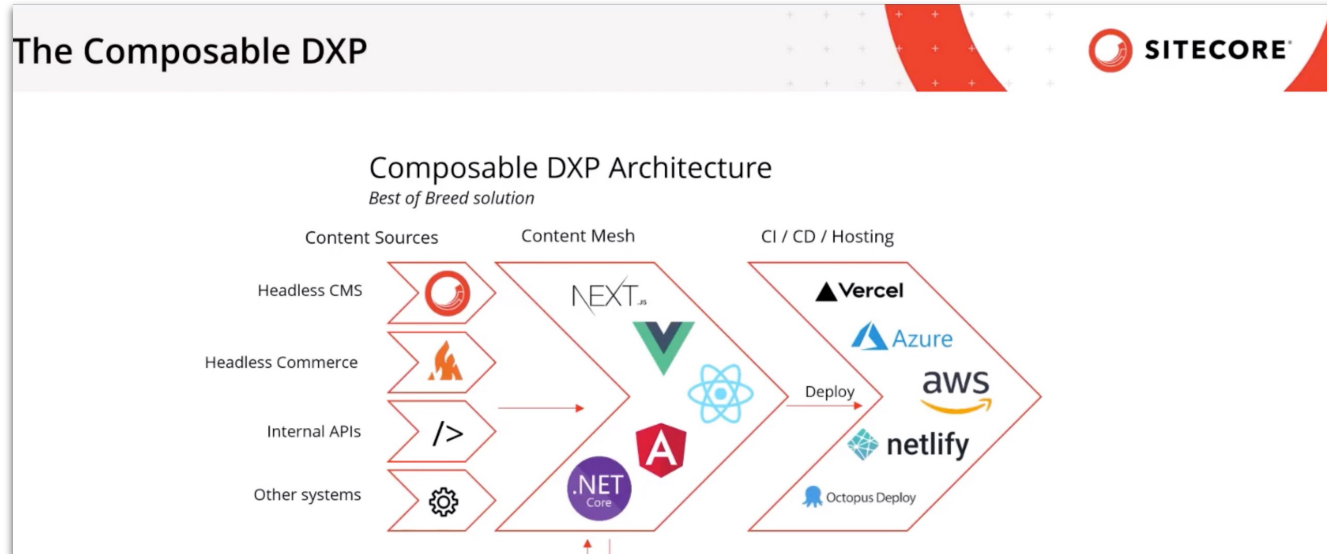 The Composable DXP
SITECORE®
Composable DXP Architecture
Best of Breed solution
Content Sources
Content Mesh
CI / CD / Hosting
Headless CMS
NEXT.JS
Vercel
Azure
Headless Commerce
aws
Deploy
Internal APIs
/>
A
netlify
Other systems
.NET
Core
Octopus Deploy